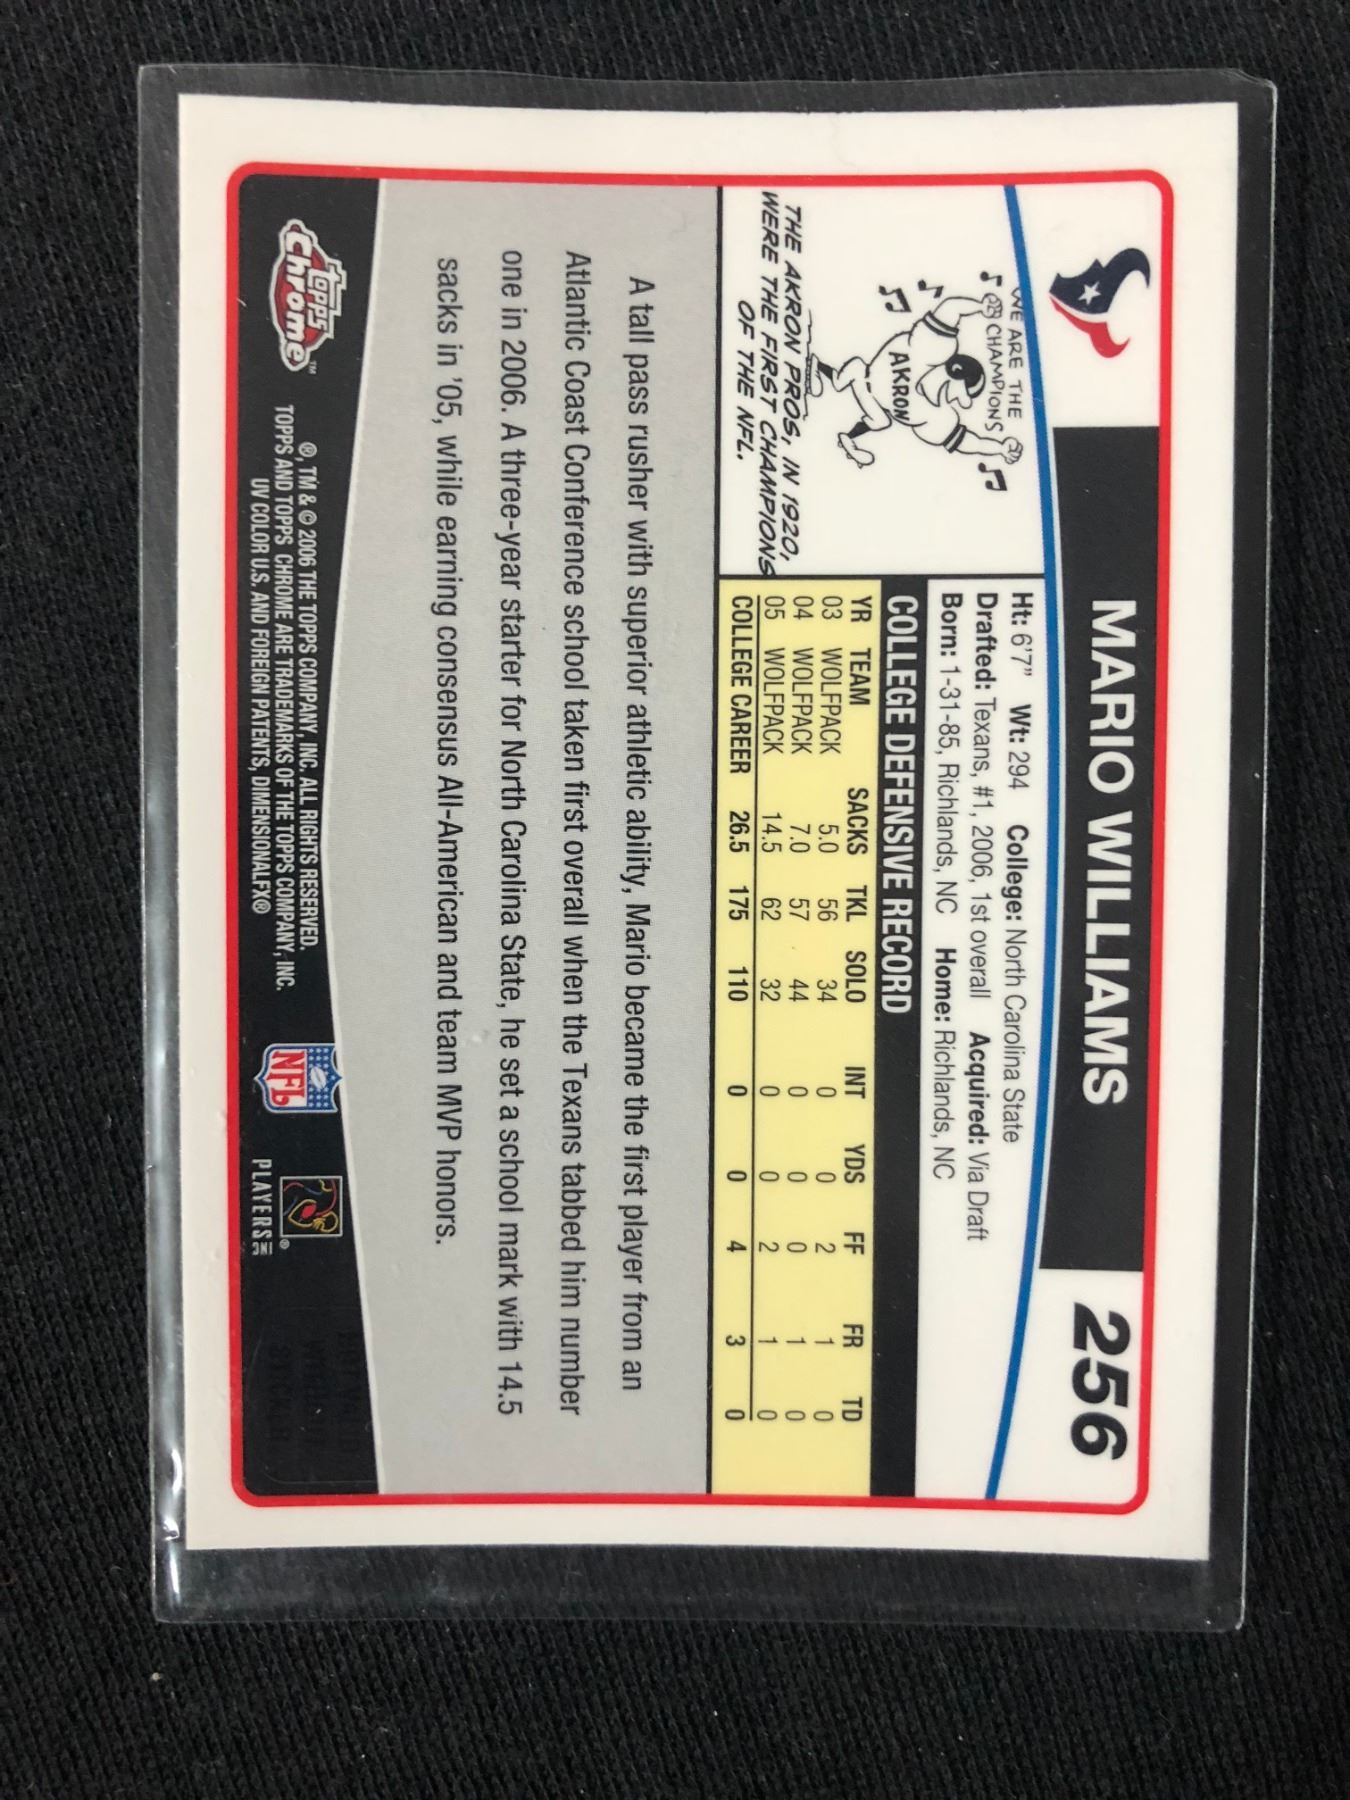 MARIO WILLIAMS
256
Ht: 6'7" Wt: 294 College: North Carolina State
Drafted: Texans, #1, 2006, 1st overall Acquired: Via Draft
Born: 1-31-85, Richlands, NC Home: Richlands, NC
WE ARE THE
CHAMPIONS
AKRON
THE AKRON PROS, IN 1920,
WERE THE FIRST CHAMPIONS
OF THE NFL.
COLLEGE DEFENSIVE RECORD
YR TEAM SACKS TKL SOLO INT YDS FF FR TD
03 WOLFPACK 5.0 56 34 0 0 2 1 0
04 WOLFPACK 7.0 57 44 0 0 0 1 0
05 WOLFPACK 14.5 62 32 0 0 2 1 0
COLLEGE CAREER 26.5 175 110 0 0 4 3 0
A tall pass rusher with superior athletic ability, Mario became the first player from an
Atlantic Coast Conference school taken first overall when the Texans tabbed him number
one in 2006. A three-year starter for North Carolina State, he set a school mark with 14.5
sacks in '05, while earning consensus All-American and team MVP honors.
topps
Chrome™
®, TM & © 2006 THE TOPPS COMPANY, INC. ALL RIGHTS RESERVED.
TOPPS AND TOPPS CHROME ARE TRADEMARKS OF THE TOPPS COMPANY, INC.
UV COLOR U.S. AND FOREIGN PATENTS, DIMENSIONALFX®
NFL
®
PLAYERS INC